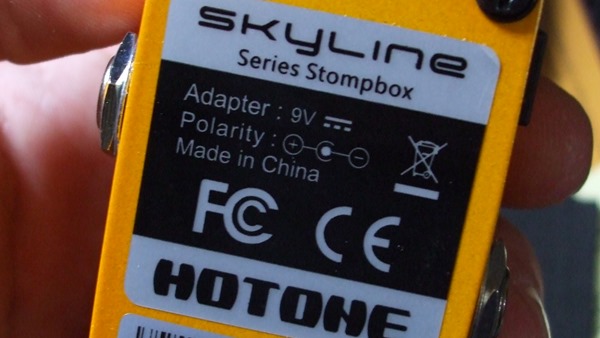 SKYLINE
Series Stompbox
Adapter : 9V
Polarity :
Made in China
FC CE
HOTONE